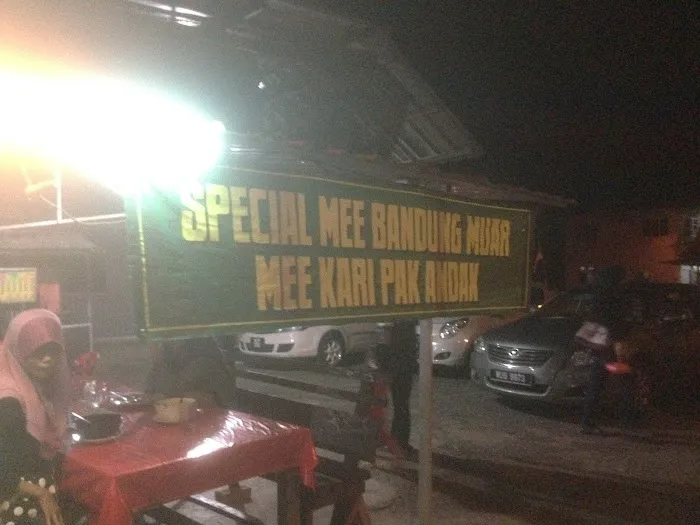 SPECIAL MEE BANDUNG MUAR
MEE KARI PAK ANDAK